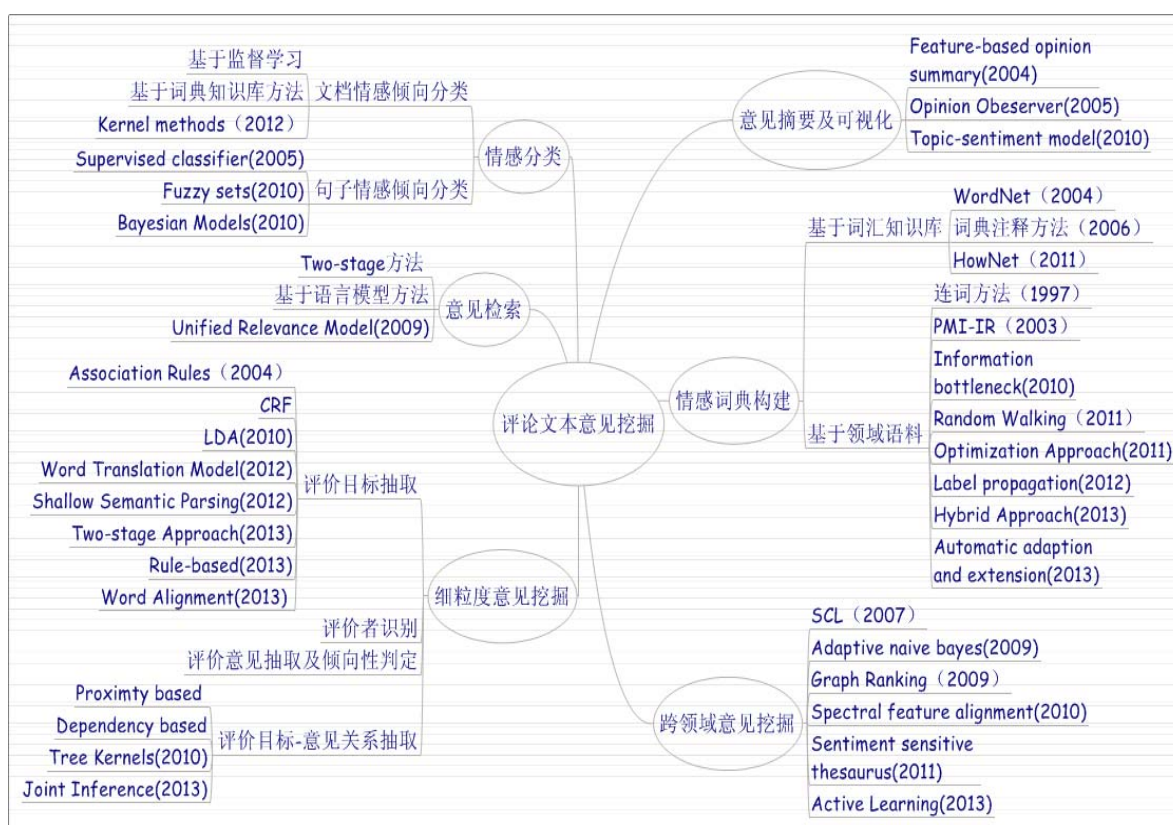 评论文本意见挖掘
情感分类
文档情感倾向分类
基于监督学习
基于词典知识库方法
Kernel methods（2012）
句子情感倾向分类
Supervised classifier(2005)
Fuzzy sets(2010)
Bayesian Models(2010)
意见检索
Two-stage方法
基于语言模型方法
Unified Relevance Model(2009)
细粒度意见挖掘
评价目标抽取
Association Rules（2004）
CRF
LDA(2010)
Word Translation Model(2012)
Shallow Semantic Parsing(2012)
Two-stage Approach(2013)
Rule-based(2013)
Word Alignment(2013)
评价者识别
评价意见抽取及倾向性判定
评价目标-意见关系抽取
Proximty based
Dependency based
Tree Kernels(2010)
Joint Inference(2013)
意见摘要及可视化
Feature-based opinion
summary(2004)
Opinion Obeserver(2005)
Topic-sentiment model(2010)
情感词典构建
基于词汇知识库
WordNet（2004）
词典注释方法（2006）
HowNet（2011）
基于领域语料
连词方法（1997）
PMI-IR（2003）
Information
bottleneck(2010)
Random Walking（2011）
Optimization Approach(2011)
Label propagation(2012)
Hybrid Approach(2013)
Automatic adaption
and extension(2013)
跨领域意见挖掘
SCL（2007）
Adaptive naive bayes(2009)
Graph Ranking（2009）
Spectral feature alignment(2010)
Sentiment sensitive
thesaurus(2011)
Active Learning(2013)